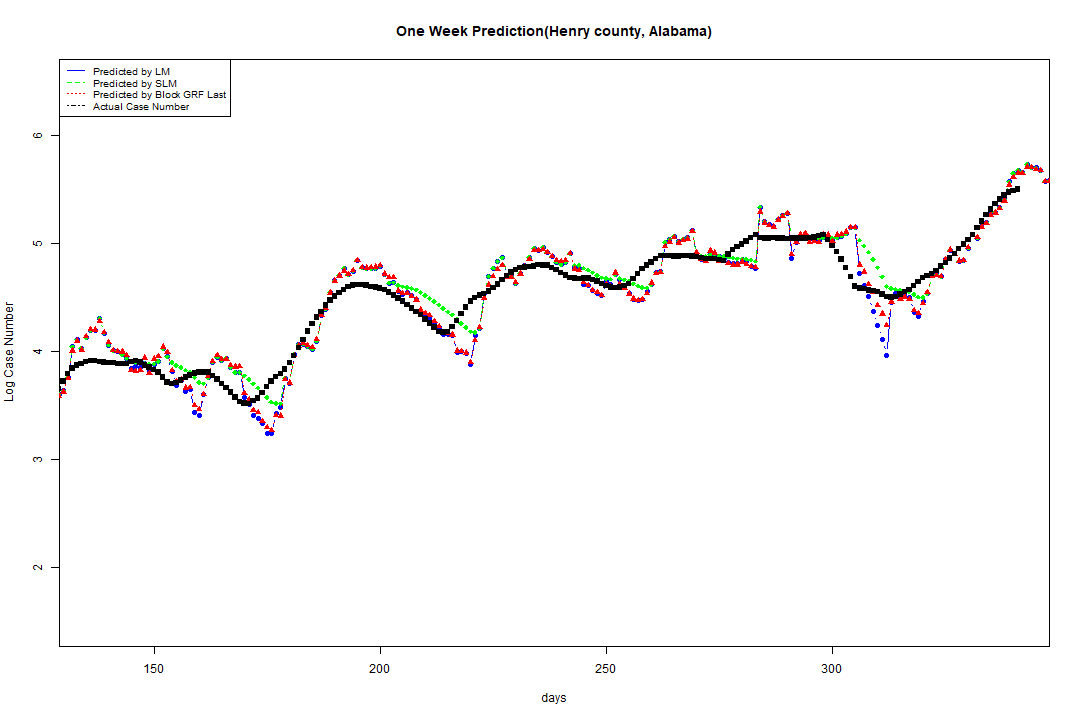 One Week Prediction(Henry county, Alabama)
Predicted by LM
Predicted by SLM
Predicted by Block GRF Last
Actual Case Number
6
5
4
3
2
Log Case Number
150 200 250 300
days